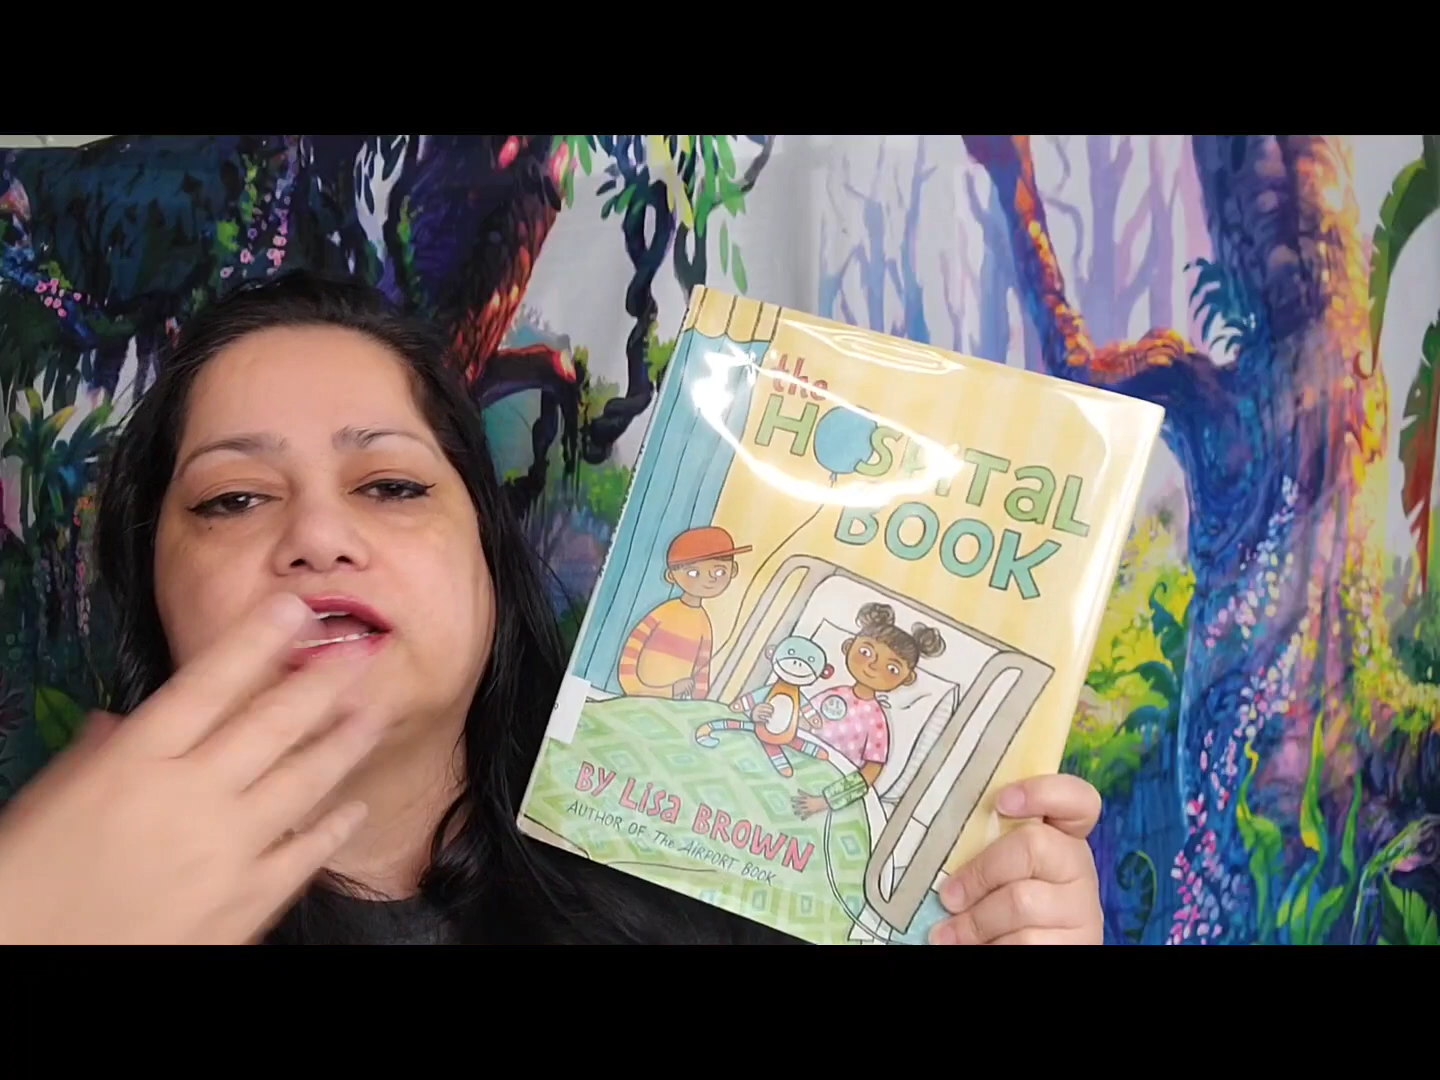 the
HOSPITAL
BOOK
BY LISA BROWN
AUTHOR OF The AIRPORT BOOK